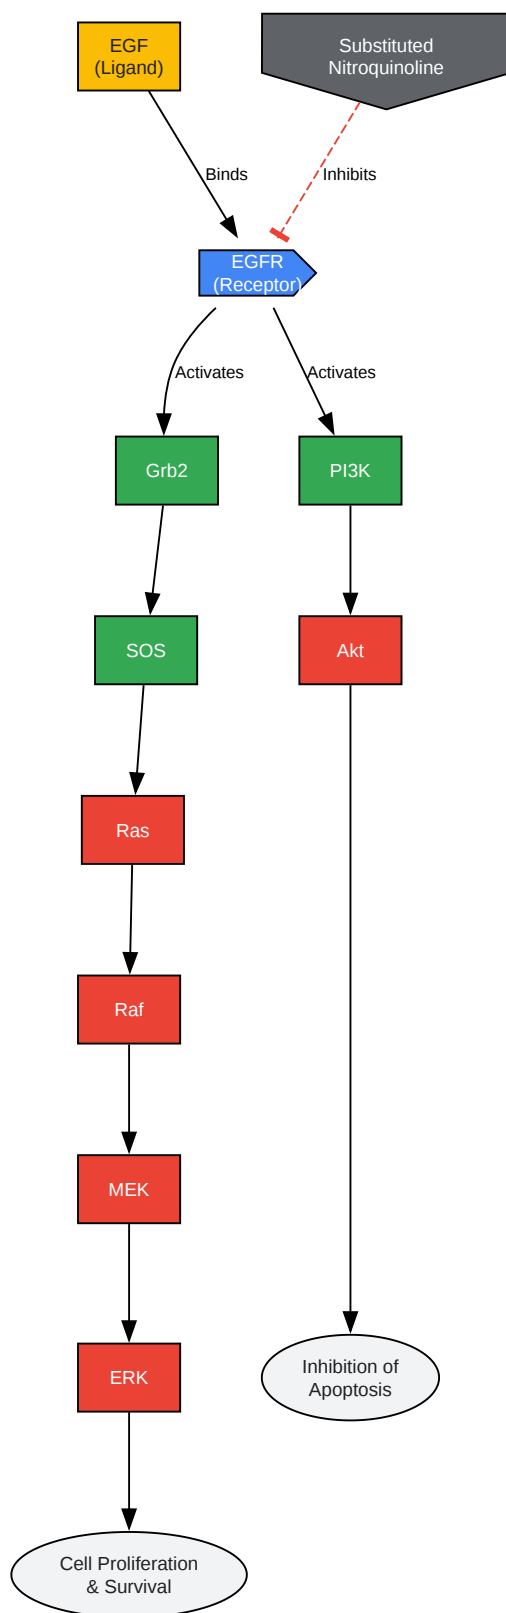 EGF
(Ligand)
Substituted
Nitroquinoline
Binds
Inhibits
EGFR
(Receptor)
Activates
Activates
Grb2
PI3K
SOS
Akt
Ras
Raf
MEK
ERK
Inhibition of
Apoptosis
Cell Proliferation
& Survival